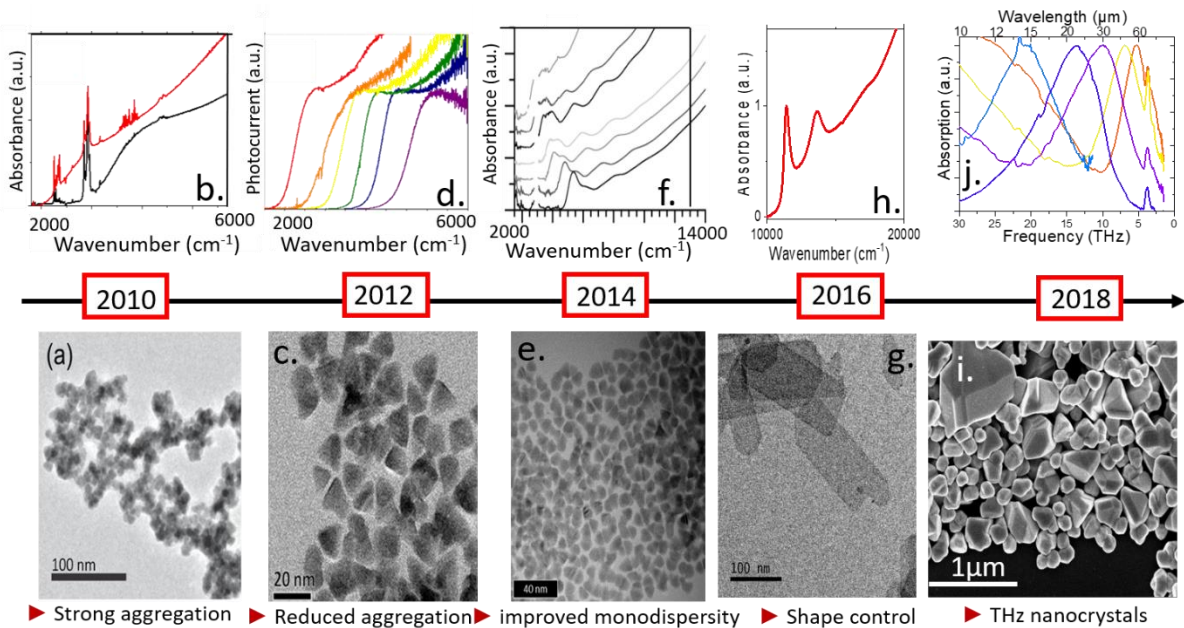 Absorbance (a.u.)
b.
2000
6000
Wavenumber (cm⁻¹)
Photocurrent (a.u.)
d.
2000
6000
Wavenumber (cm⁻¹)
Absorbance (a.u.)
f.
2000
14000
Wavenumber (cm⁻¹)
Absorbance (a.u.)
1
0
h.
10000
20000
Wavenumber (cm⁻¹)
Wavelength (µm)
10
12
15
20
30
60
Absorption (a.u.)
j.
30
25
20
15
10
5
0
Frequency (THz)
2010
2012
2014
2016
2018
(a)
100 nm
c.
20 nm
e.
40 nm
g.
100 nm
i.
1µm
Strong aggregation
Reduced aggregation
improved monodispersity
Shape control
THz nanocrystals